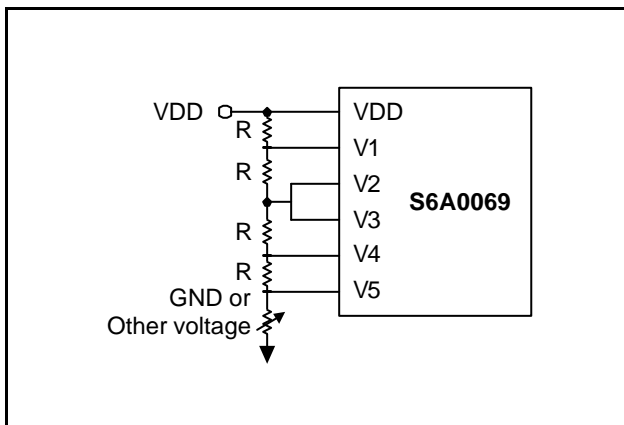 VDD VDD
R
V1
R
V2
S6A0069
V3
R
V4
R
V5
GND or
Other voltage